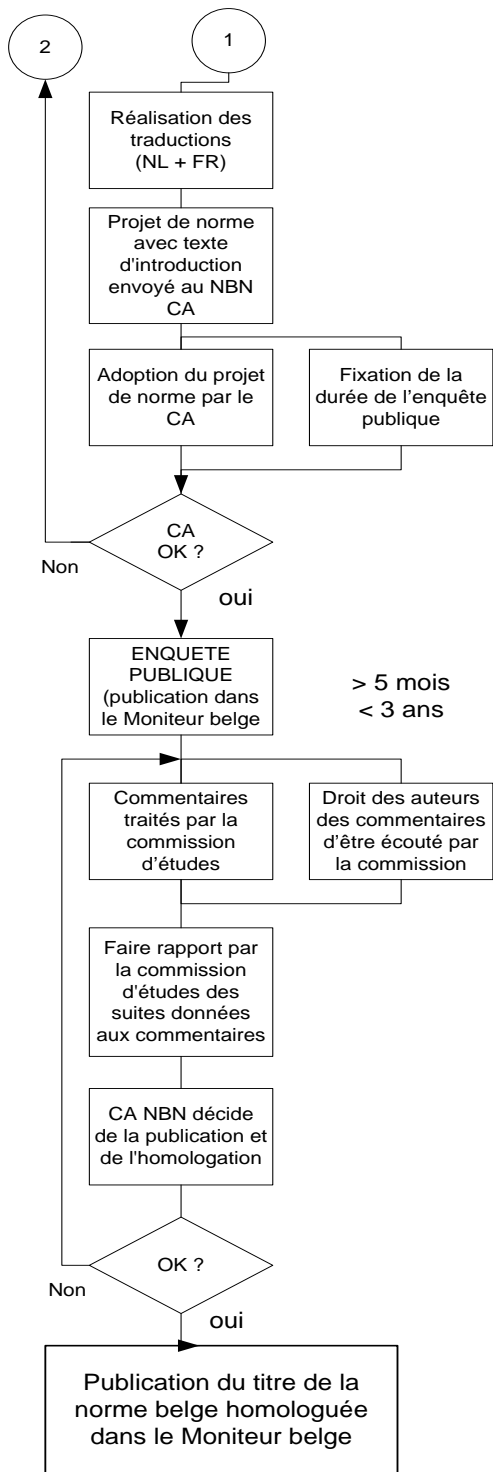 2
1
Réalisation des
traductions
(NL + FR)
Projet de norme
avec texte
d'introduction
envoyé au NBN
CA
Adoption du projet
de norme par le
CA
Fixation de la
durée de l’enquête
publique
CA
OK ?
Non
oui
ENQUETE
PUBLIQUE
(publication dans
le Moniteur belge
> 5 mois
< 3 ans
Commentaires
traités par la
commission
d’études
Droit des auteurs
des commentaires
d’être écouté par
la commission
Faire rapport par
la commission
d'études des
suites données
aux commentaires
CA NBN décide
de la publication et
de l'homologation
OK ?
Non
oui
Publication du titre de la
norme belge homologuée
dans le Moniteur belge